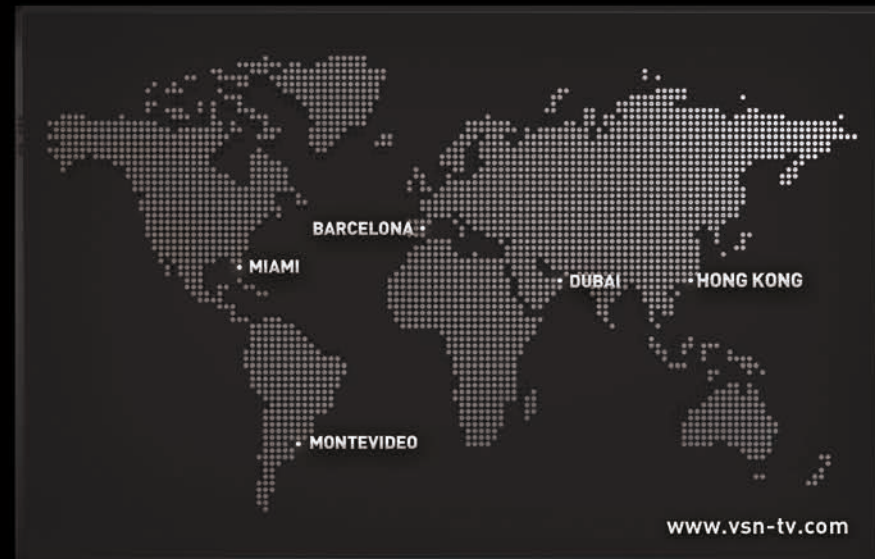 BARCELONA
MIAMI
DUBAI
HONG KONG
MONTEVIDEO
www.vsn-tv.com